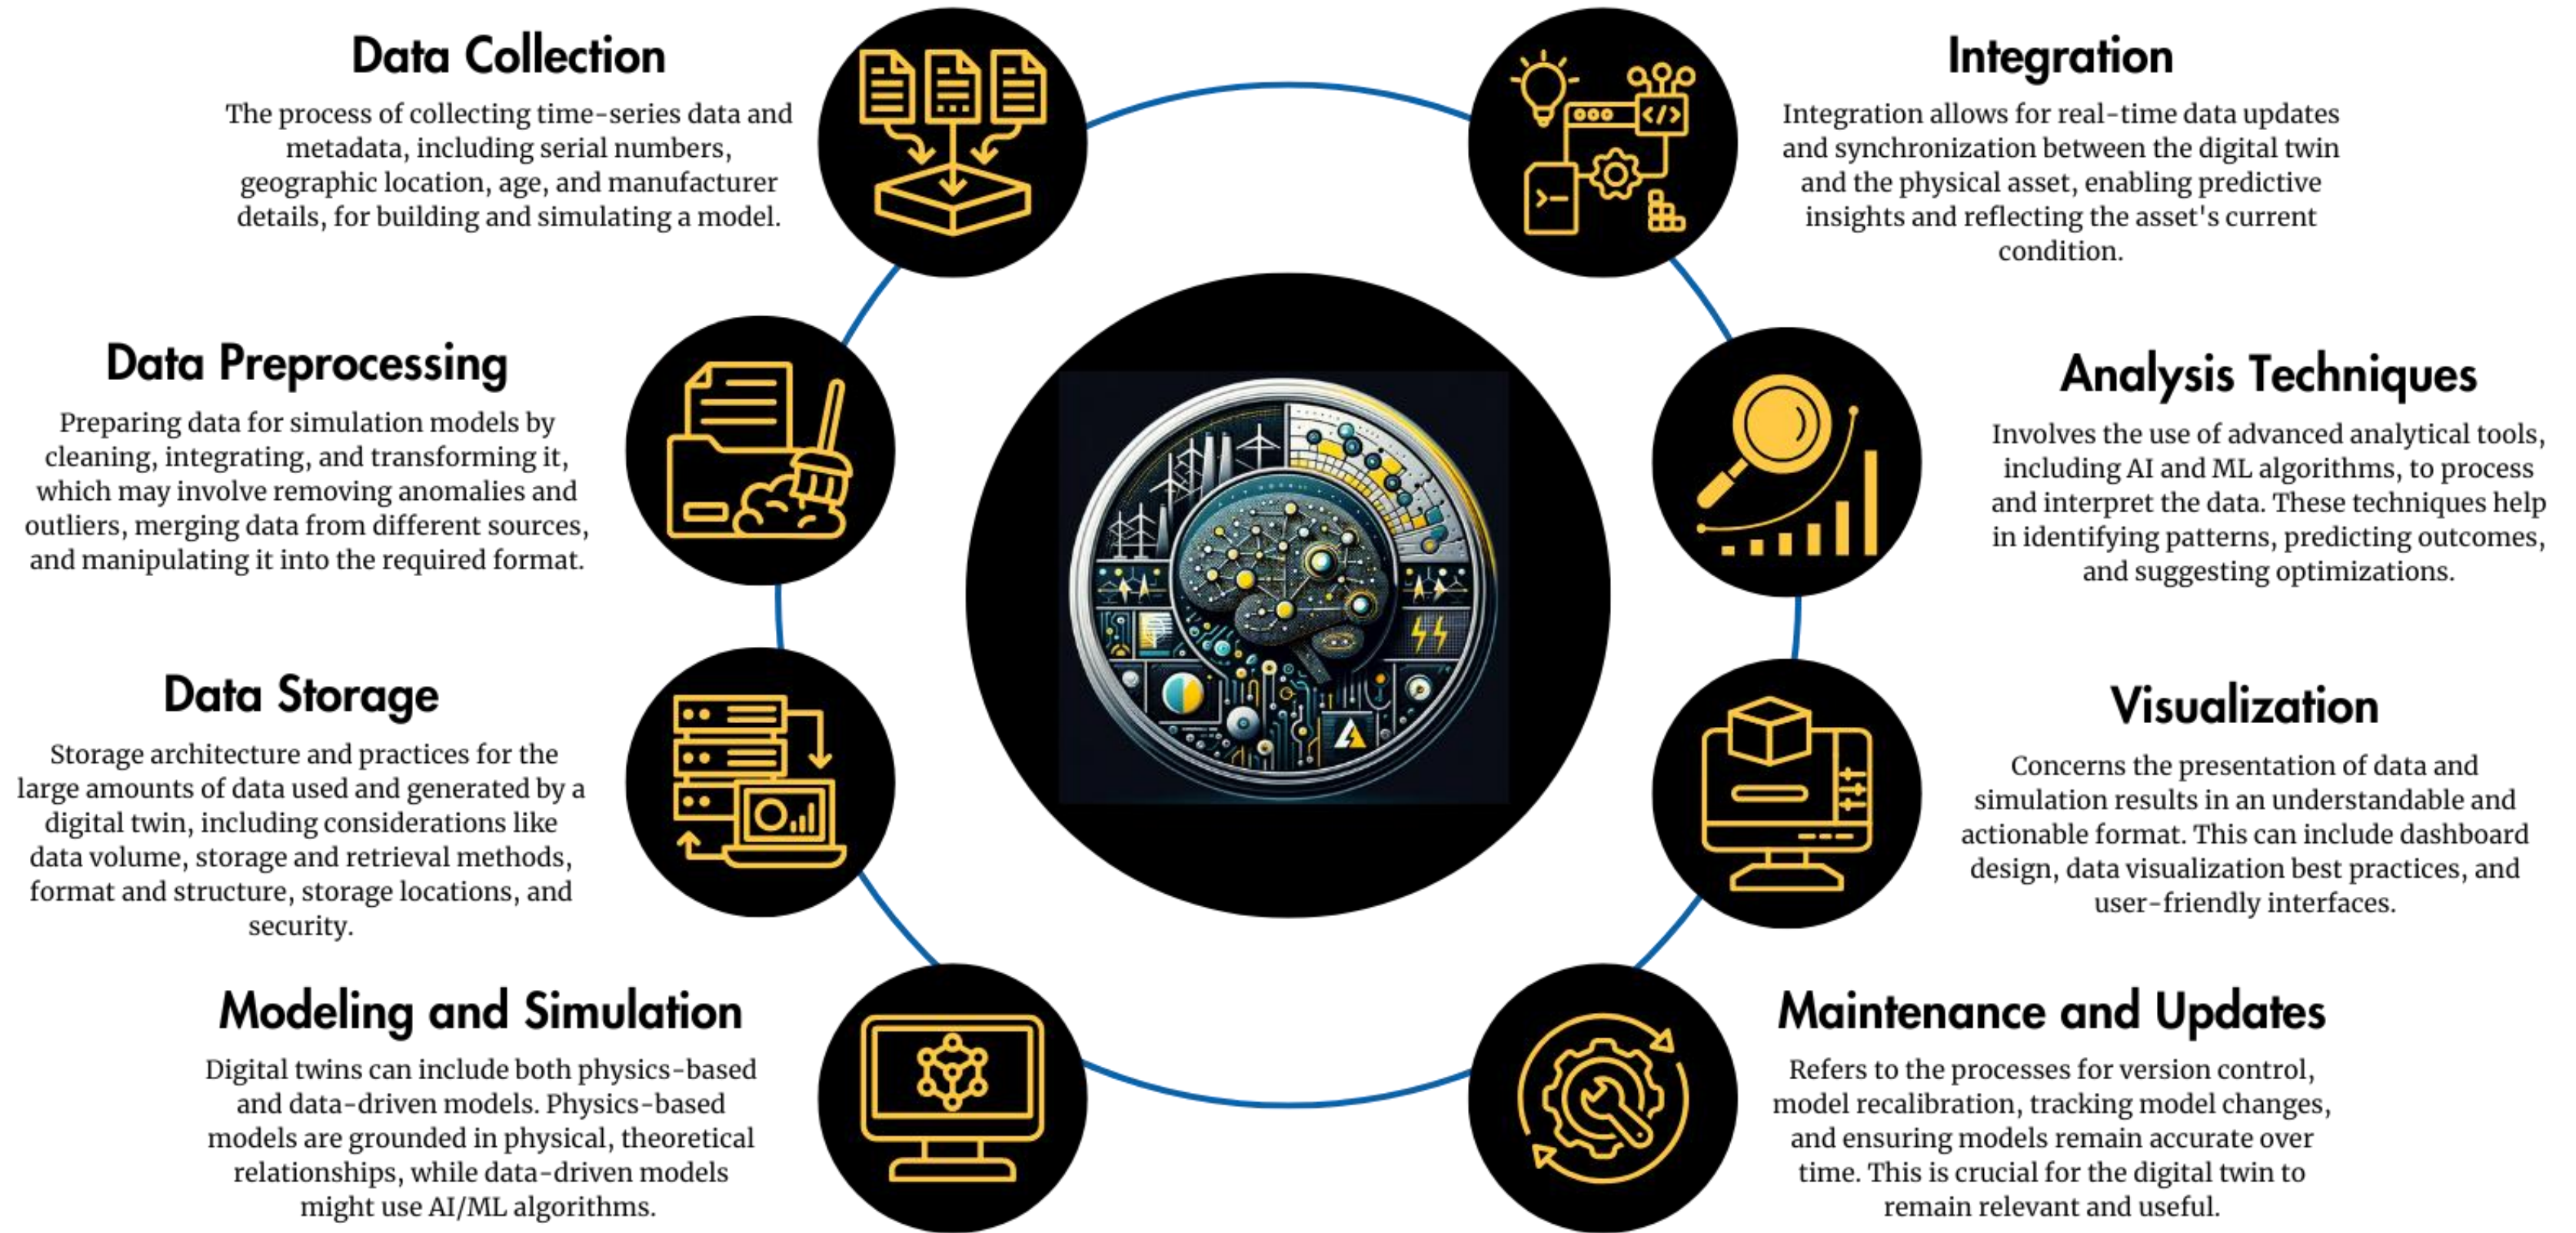 Data Collection
The process of collecting time-series data and
metadata, including serial numbers,
geographic location, age, and manufacturer
details, for building and simulating a model.
Data Preprocessing
Preparing data for simulation models by
cleaning, integrating, and transforming it,
which may involve removing anomalies and
outliers, merging data from different sources,
and manipulating it into the required format.
Data Storage
Storage architecture and practices for the
large amounts of data used and generated by a
digital twin, including considerations like
data volume, storage and retrieval methods,
format and structure, storage locations, and
security.
Modeling and Simulation
Digital twins can include both physics-based
and data-driven models. Physics-based
models are grounded in physical, theoretical
relationships, while data-driven models
might use AI/ML algorithms.
Integration
Integration allows for real-time data updates
and synchronization between the digital twin
and the physical asset, enabling predictive
insights and reflecting the asset's current
condition.
Analysis Techniques
Involves the use of advanced analytical tools,
including AI and ML algorithms, to process
and interpret the data. These techniques help
in identifying patterns, predicting outcomes,
and suggesting optimizations.
Visualization
Concerns the presentation of data and
simulation results in an understandable and
actionable format. This can include dashboard
design, data visualization best practices, and
user-friendly interfaces.
Maintenance and Updates
Refers to the processes for version control,
model recalibration, tracking model changes,
and ensuring models remain accurate over
time. This is crucial for the digital twin to
remain relevant and useful.